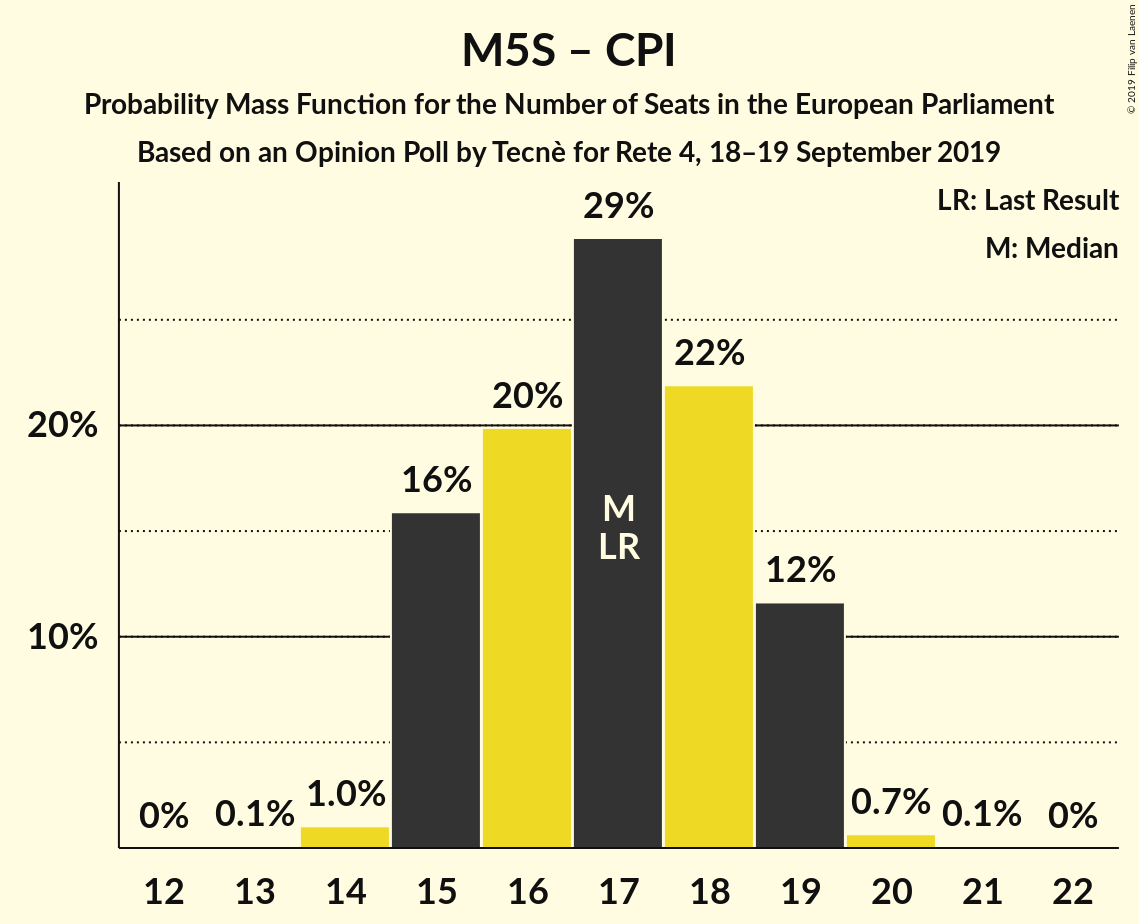 M5S – CPI
Probability Mass Function for the Number of Seats in the European Parliament
Based on an Opinion Poll by Tecnè for Rete 4, 18–19 September 2019
© 2019 Filip van Laenen
LR: Last Result
M: Median
29%
22%
20%
20%
16%
M
LR
12%
10%
0%
0.1%
1.0%
0.7%
0.1%
0%
12 13 14 15 16 17 18 19 20 21 22